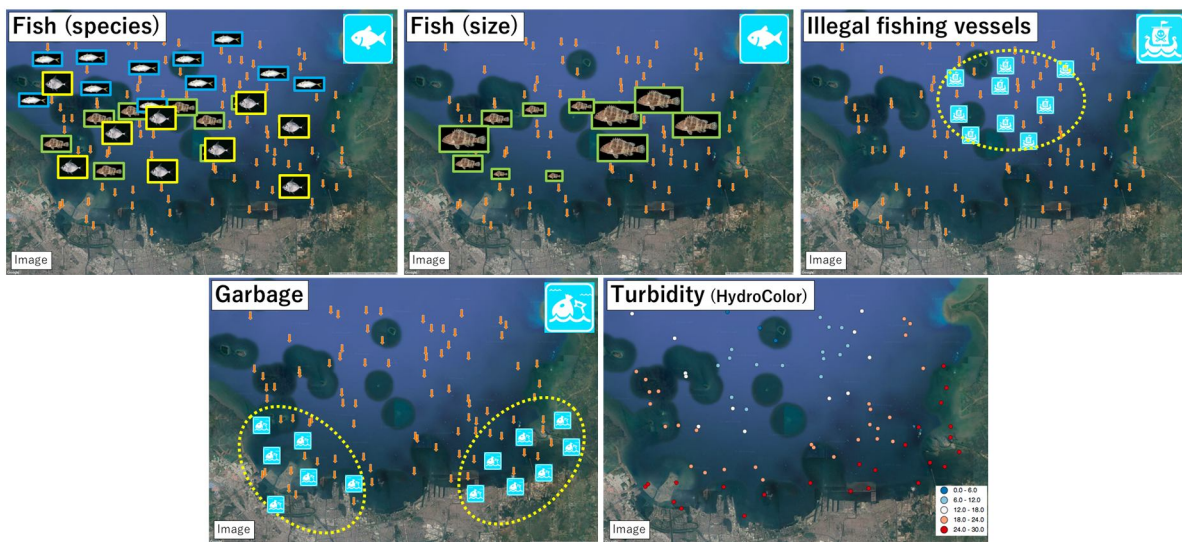 Fish (species)
Image
Fish (size)
Image
Illegal fishing vessels
Image
Garbage
Image
Turbidity (HydroColor)
0.0 - 6.0
6.0 - 12.0
12.0 - 18.0
18.0 - 24.0
24.0 - 30.0
Image